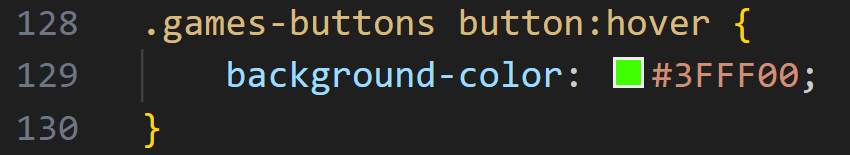 128 .games-buttons button:hover {
129 background-color: #3FFF00;
130 }